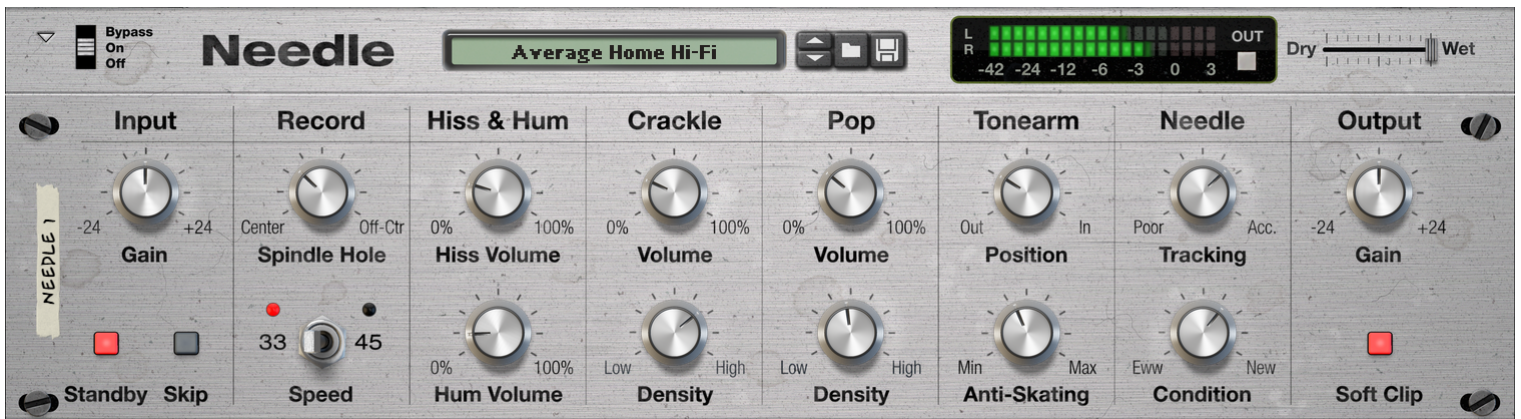 Bypass
On
Off
Needle
Average Home Hi-Fi
L
R
-42 -24 -12 -6 -3 0 3
OUT
Dry Wet
Input Record Hiss & Hum Crackle Pop Tonearm Needle Output
-24 +24 Center Off-Ctr 0% 100% 0% 100% 0% 100% Out In Poor Acc. -24 +24
Gain Spindle Hole Hiss Volume Volume Volume Position Tracking Gain
NEEDLE 1
33 45
0% 100% Low High Low High Min Max Eww New
Standby Skip Speed Hum Volume Density Density Anti-Skating Condition Soft Clip